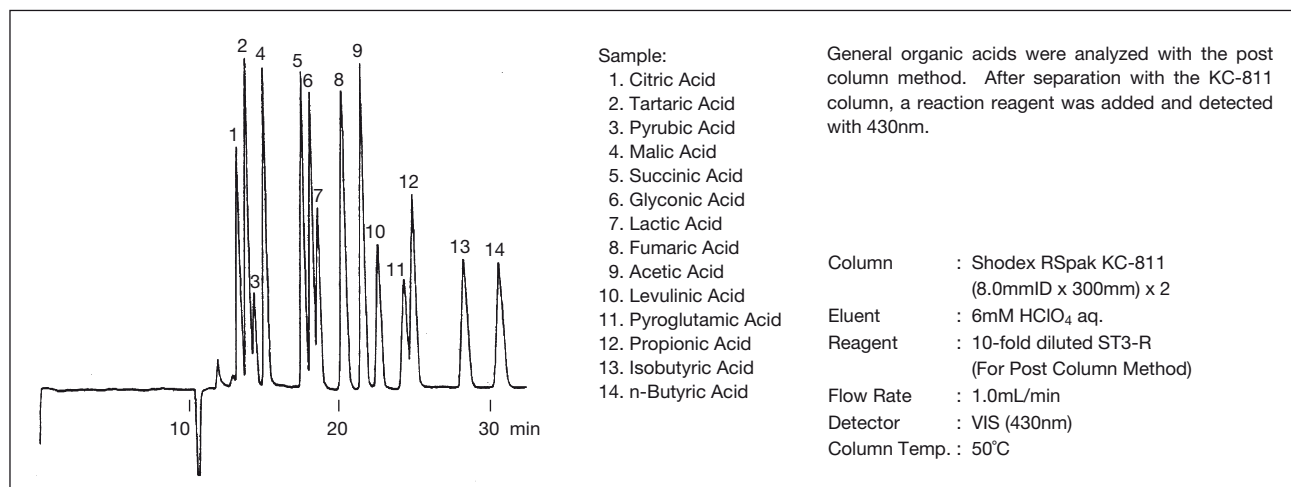 2
4
9
5
6
8
1
7
12
10
13
14
3
11
10
20
30 min
Sample:
1. Citric Acid
2. Tartaric Acid
3. Pyrubic Acid
4. Malic Acid
5. Succinic Acid
6. Glyconic Acid
7. Lactic Acid
8. Fumaric Acid
9. Acetic Acid
10. Levulinic Acid
11. Pyroglutamic Acid
12. Propionic Acid
13. Isobutyric Acid
14. n-Butyric Acid
General organic acids were analyzed with the post
column method. After separation with the KC-811
column, a reaction reagent was added and detected
with 430nm.
Column : Shodex RSpak KC-811
(8.0mmID x 300mm) x 2
Eluent : 6mM HClO₄ aq.
Reagent : 10-fold diluted ST3-R
(For Post Column Method)
Flow Rate : 1.0mL/min
Detector : VIS (430nm)
Column Temp. : 50°C